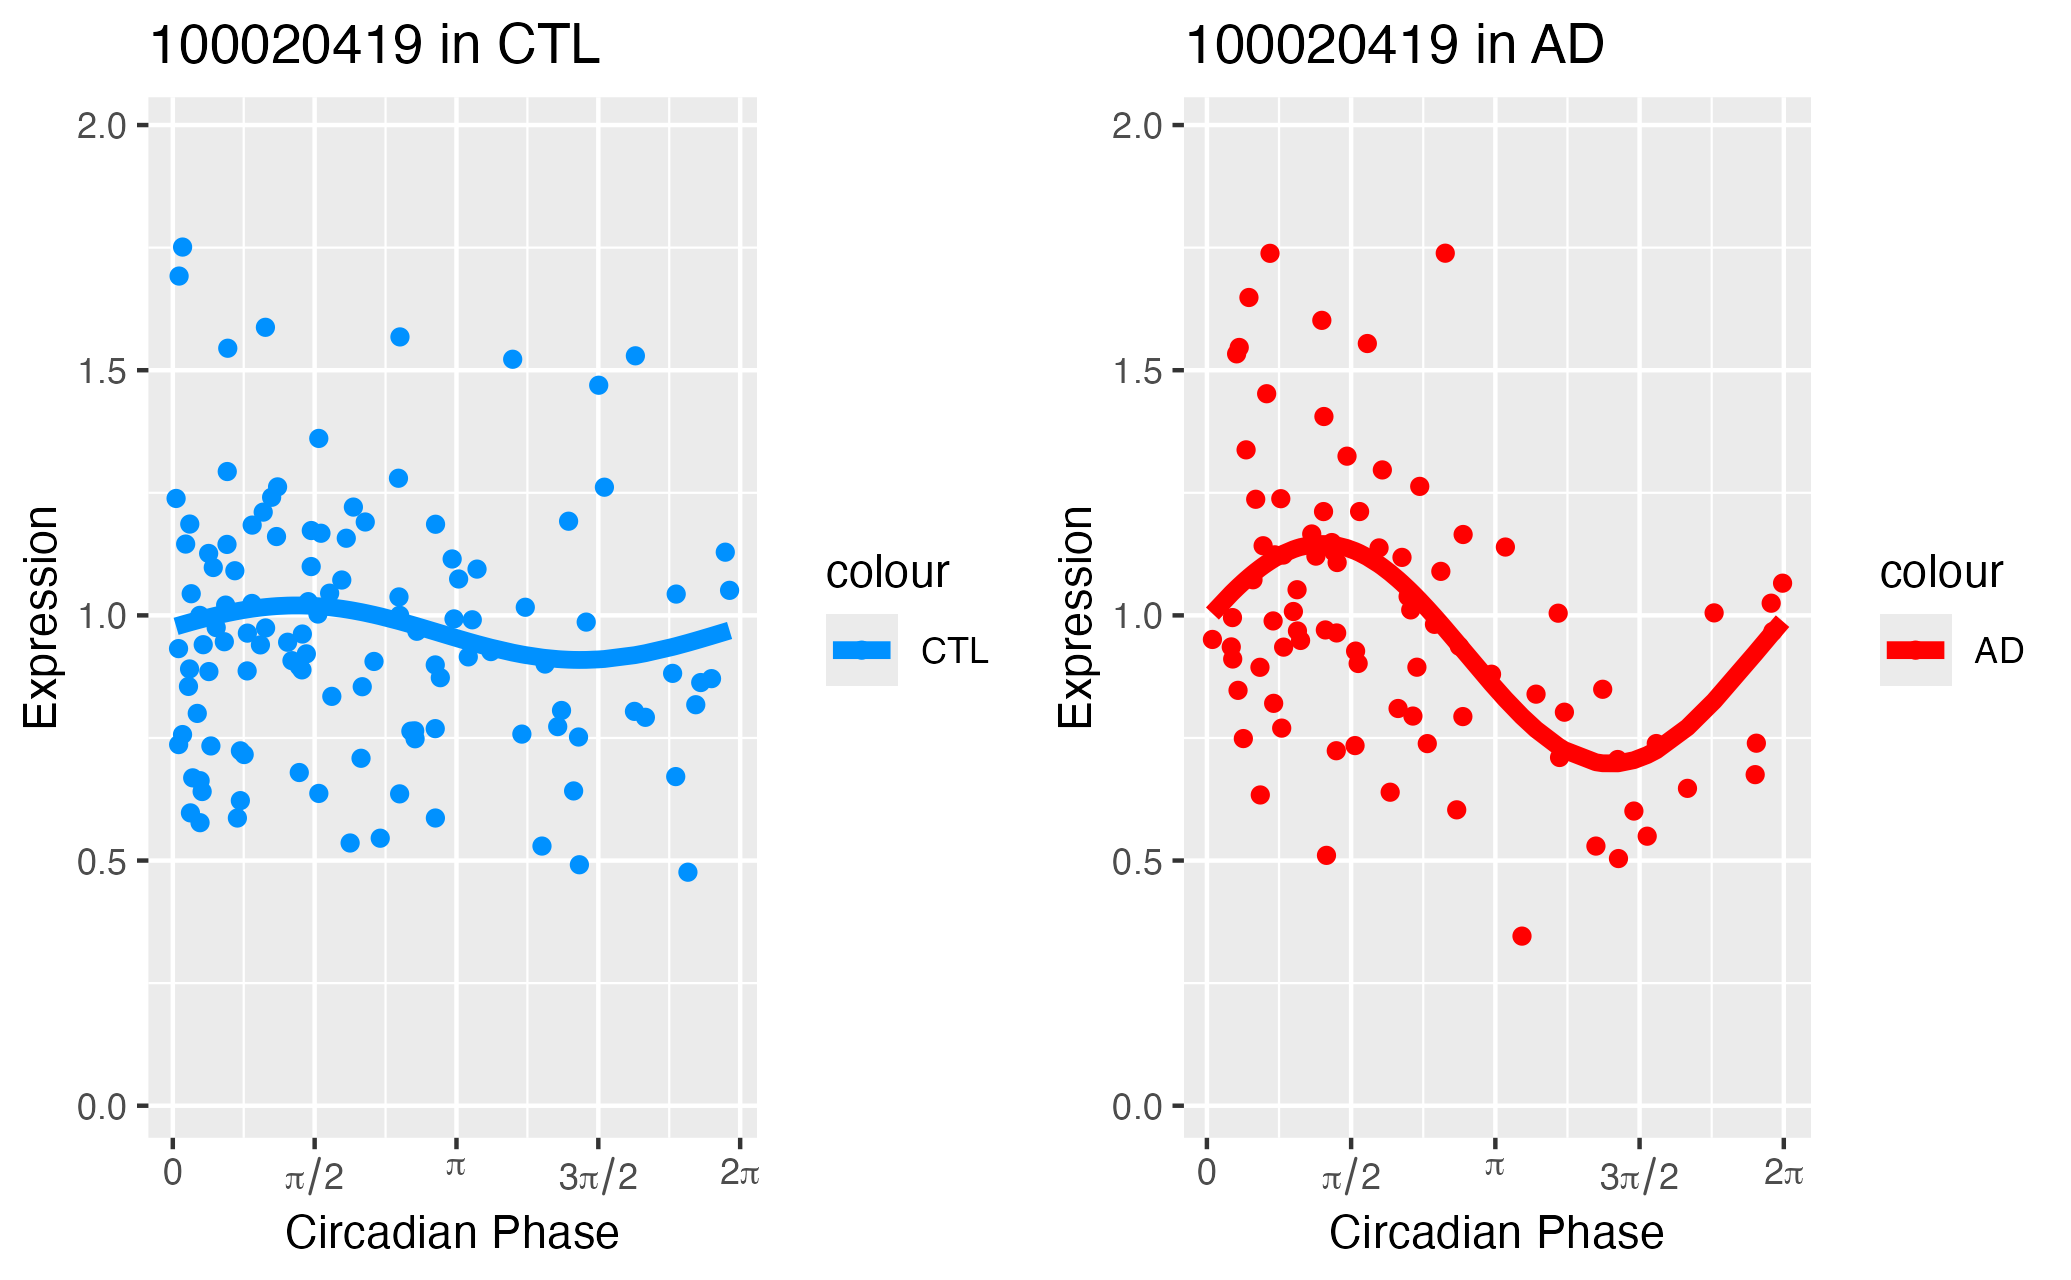 100020419 in CTL
2.0
1.5
1.0
0.5
0.0
Expression
0
π/2
π
3π/2
2π
Circadian Phase
colour
CTL
100020419 in AD
2.0
1.5
1.0
0.5
0.0
Expression
0
π/2
π
3π/2
2π
Circadian Phase
colour
AD